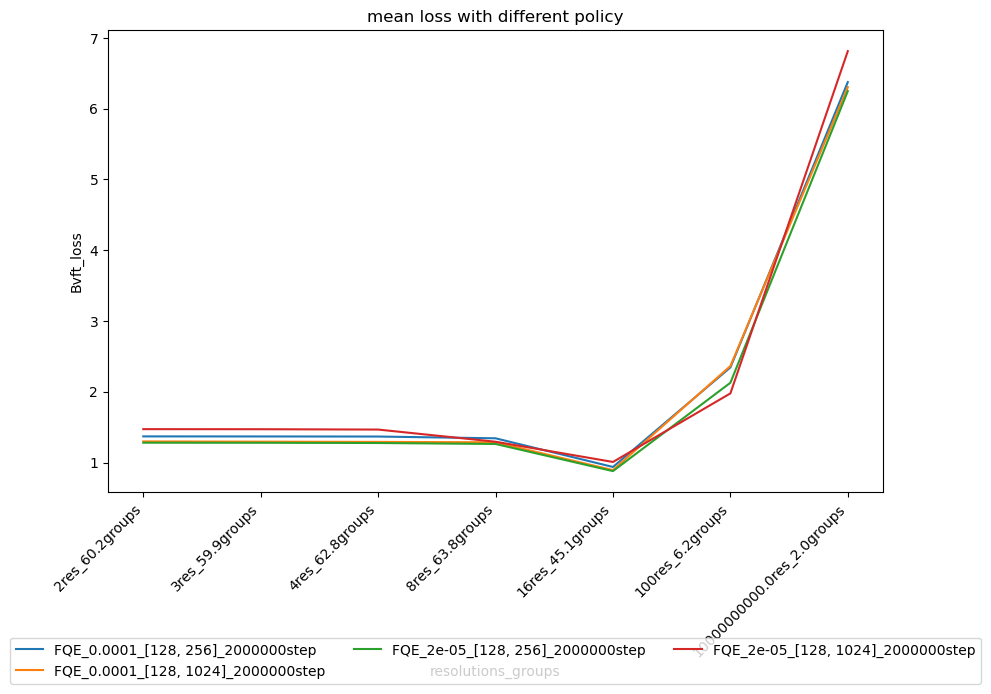 mean loss with different policy
7
6
5
4
3
2
1
Bvft_loss
2res_60.2groups
3res_59.9groups
4res_62.8groups
8res_63.8groups
16res_45.1groups
100res_6.2groups
FQE_0.0001_[128, 256]_2000000step
FQE_2e-05_[128, 256]_2000000step
FQE_2e-05_[128, 1024]_2000000step
FQE_0.0001_[128, 1024]_2000000step
resolutions_groups